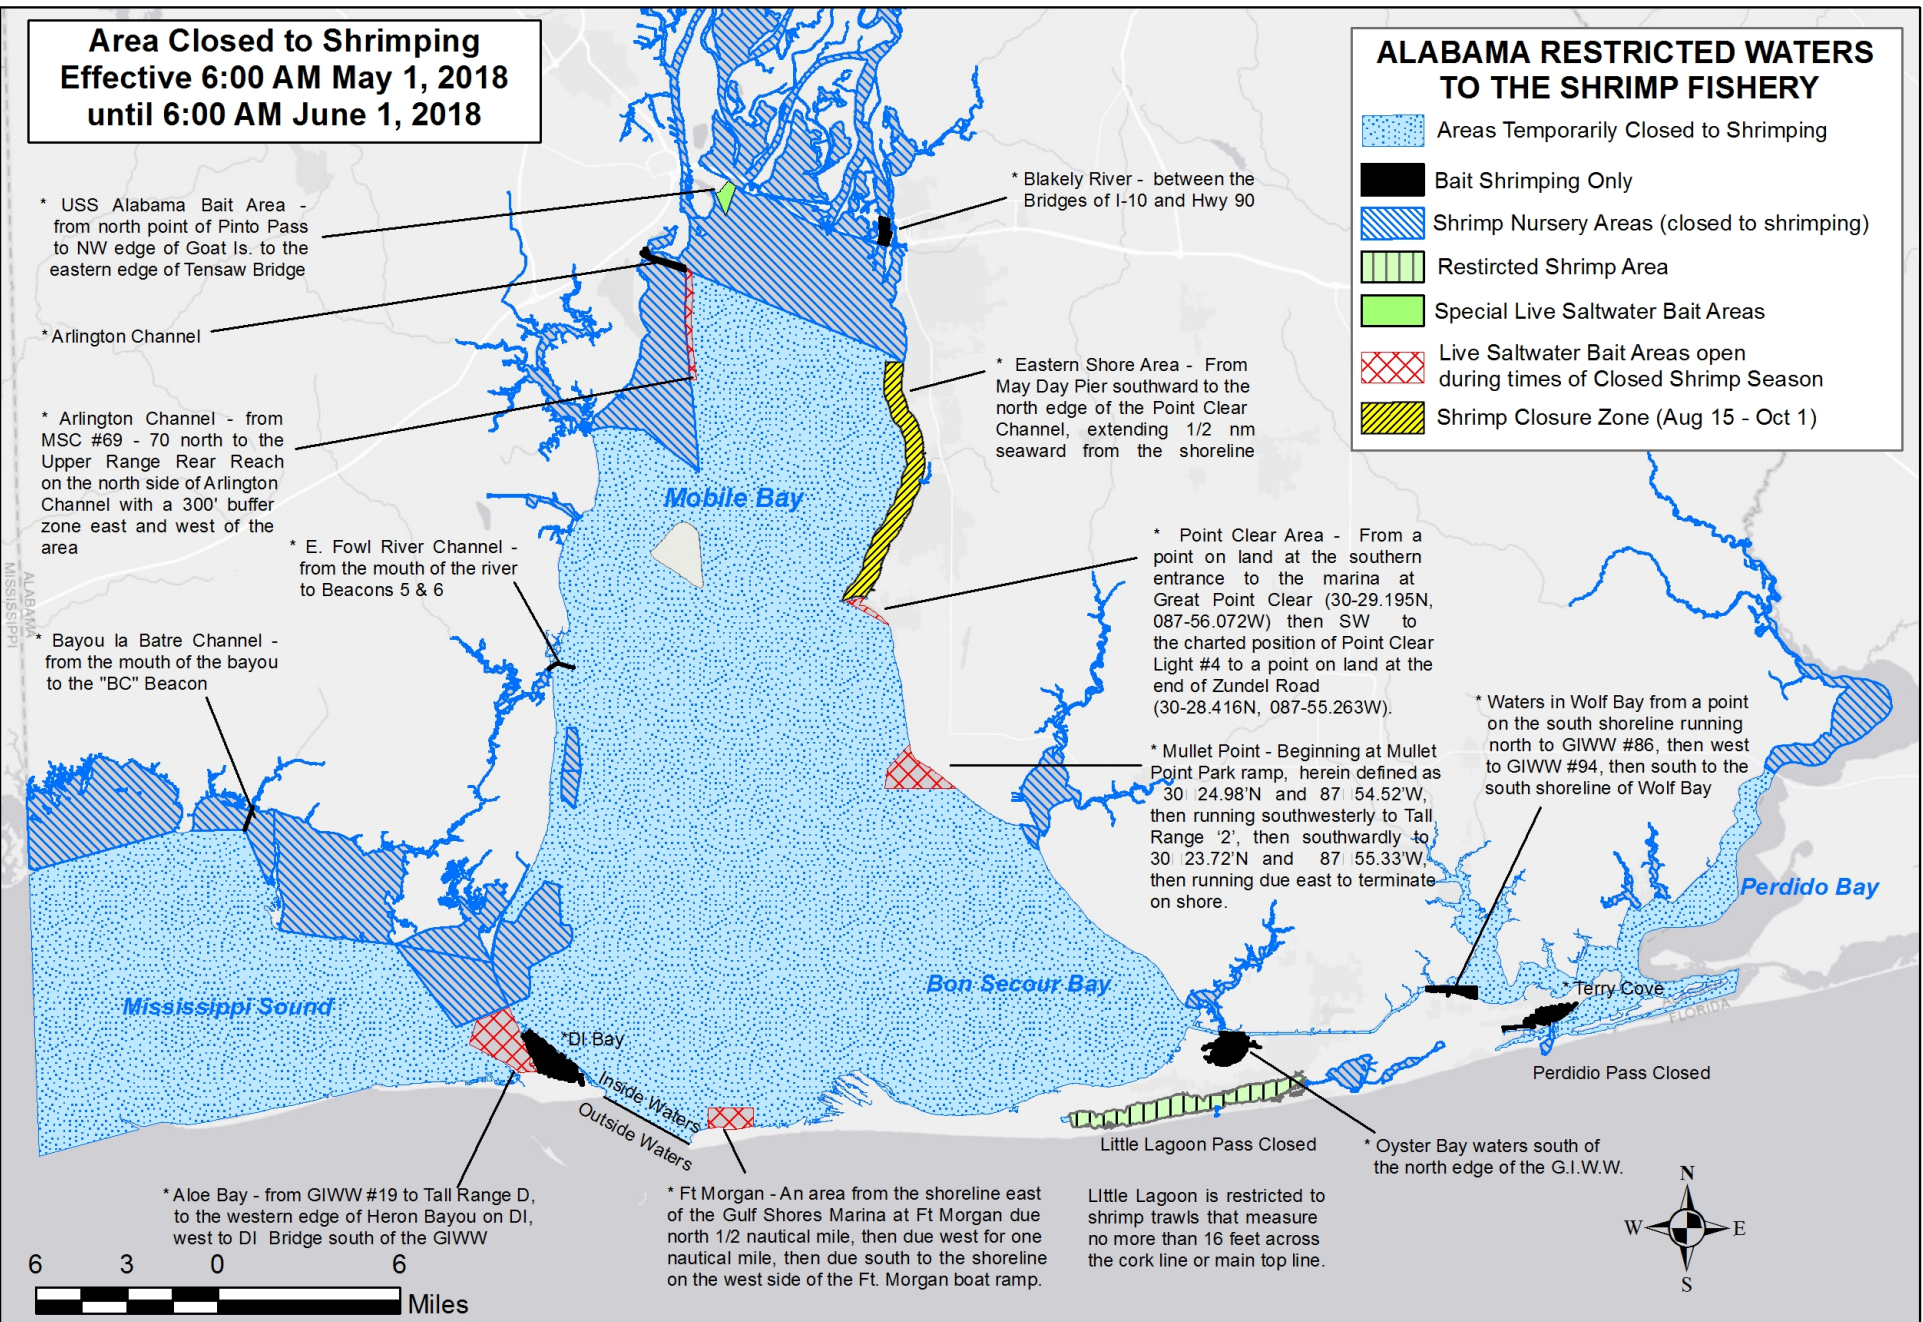 Area Closed to Shrimping
Effective 6:00 AM May 1, 2018
until 6:00 AM June 1, 2018
ALABAMA RESTRICTED WATERS
TO THE SHRIMP FISHERY
Areas Temporarily Closed to Shrimping
Bait Shrimping Only
Shrimp Nursery Areas (closed to shrimping)
Restircted Shrimp Area
Special Live Saltwater Bait Areas
Live Saltwater Bait Areas open
during times of Closed Shrimp Season
Shrimp Closure Zone (Aug 15 - Oct 1)
* USS Alabama Bait Area -
from north point of Pinto Pass
to NW edge of Goat Is. to the
eastern edge of Tensaw Bridge
* Blakely River - between the
Bridges of I-10 and Hwy 90
* Arlington Channel
* Eastern Shore Area - From
May Day Pier southward to the
north edge of the Point Clear
Channel, extending 1/2 nm
seaward from the shoreline
* Arlington Channel - from
MSC #69 - 70 north to the
Upper Range Rear Reach
on the north side of Arlington
Channel with a 300' buffer
zone east and west of the
area
Mobile Bay
* E. Fowl River Channel -
from the mouth of the river
to Beacons 5 & 6
* Point Clear Area - From a
point on land at the southern
entrance to the marina at
Great Point Clear (30-29.195N,
087-56.072W) then SW to
the charted position of Point Clear
Light #4 to a point on land at the
end of Zundel Road
(30-28.416N, 087-55.263W).
MISSISSIPPI
ALABAMA
* Bayou la Batre Channel -
from the mouth of the bayou
to the "BC" Beacon
* Waters in Wolf Bay from a point
on the south shoreline running
north to GIWW #86, then west
to GIWW #94, then south to the
south shoreline of Wolf Bay
* Mullet Point - Beginning at Mullet
Point Park ramp, herein defined as
30 24.98'N and 87 54.52'W,
then running southwesterly to Tall
Range '2', then southwardly to
30 23.72'N and 87 55.33'W,
then running due east to terminate
on shore.
Perdido Bay
Bon Secour Bay
Mississippi Sound
* Terry Cove
FLORIDA
*DI Bay
Inside Waters
Outside Waters
Perdidio Pass Closed
Little Lagoon Pass Closed
* Oyster Bay waters south of
the north edge of the G.I.W.W.
* Aloe Bay - from GIWW #19 to Tall Range D,
to the western edge of Heron Bayou on DI,
west to DI Bridge south of the GIWW
* Ft Morgan - An area from the shoreline east
of the Gulf Shores Marina at Ft Morgan due
north 1/2 nautical mile, then due west for one
nautical mile, then due south to the shoreline
on the west side of the Ft. Morgan boat ramp.
LIttle Lagoon is restricted to
shrimp trawls that measure
no more than 16 feet across
the cork line or main top line.
N
W E
S
6 3 0 6
Miles